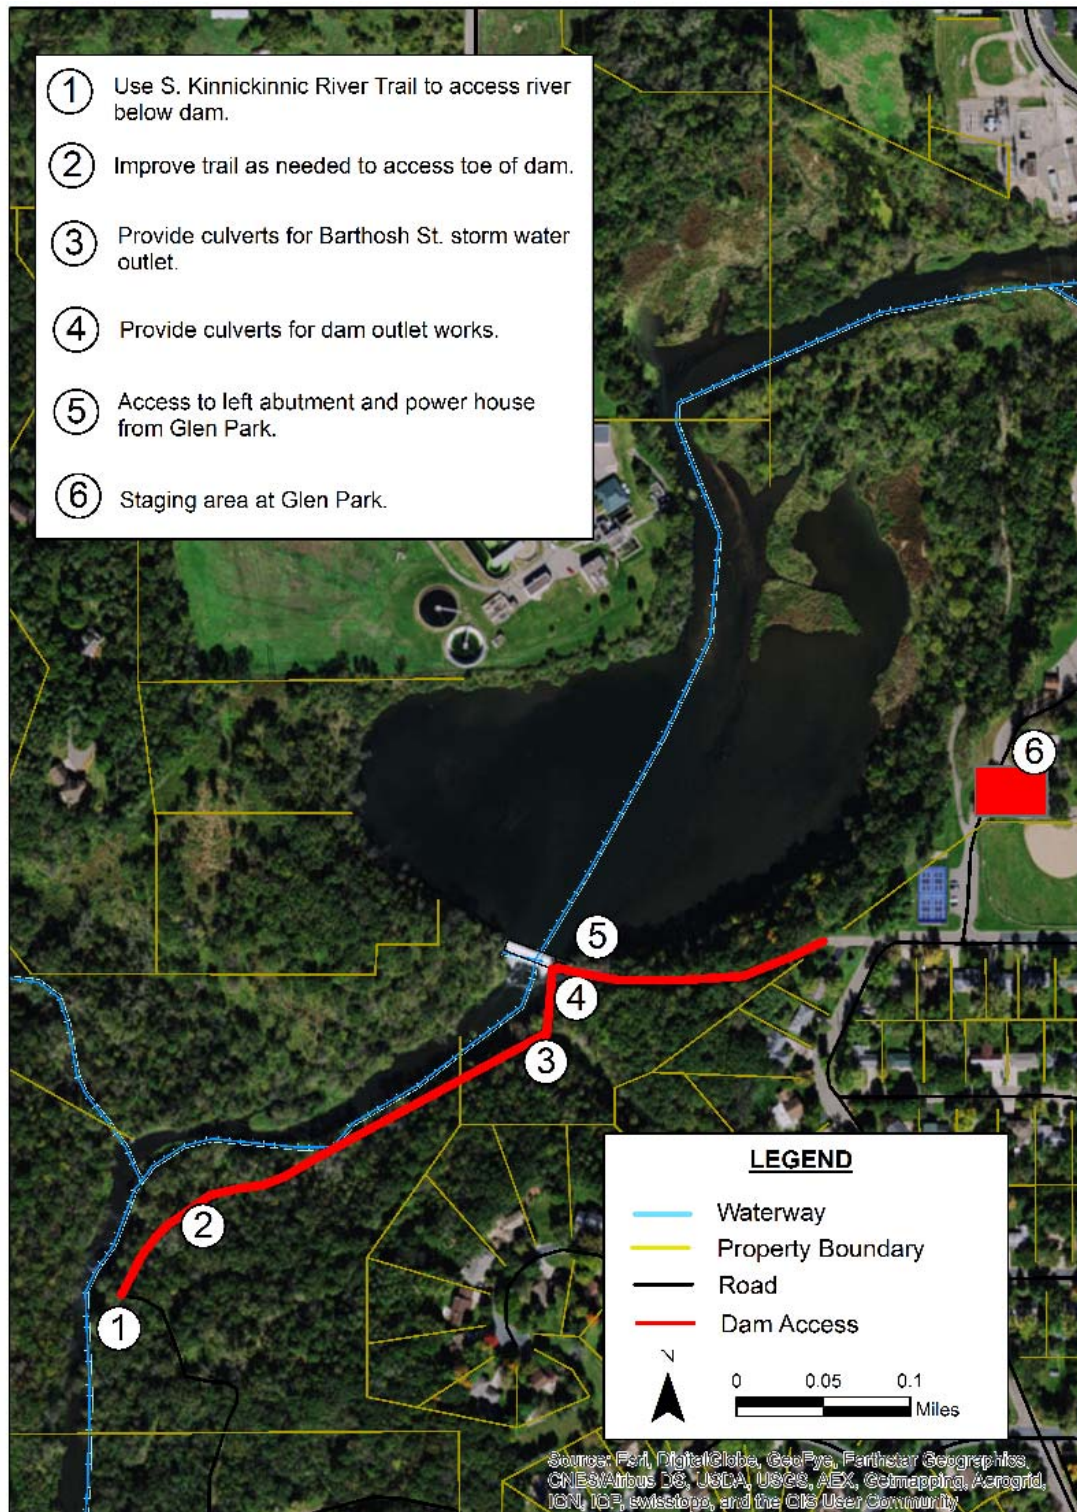 1 Use S. Kinnickinnic River Trail to access river
below dam.
2 Improve trail as needed to access toe of dam.
3 Provide culverts for Barthosh St. storm water
outlet.
4 Provide culverts for dam outlet works.
5 Access to left abutment and power house
from Glen Park.
6 Staging area at Glen Park.
6
5
4
3
2
1
LEGEND
Waterway
Property Boundary
Road
Dam Access
N
0 0.05 0.1
Miles
Source: Esri, DigitalGlobe, GeoEye, Earthstar Geographics,
CNES/Airbus DS, USDA, USGS, AEX, Getmapping, Aerogrid,
IGN, IGP, swisstopo, and the GIS User Community